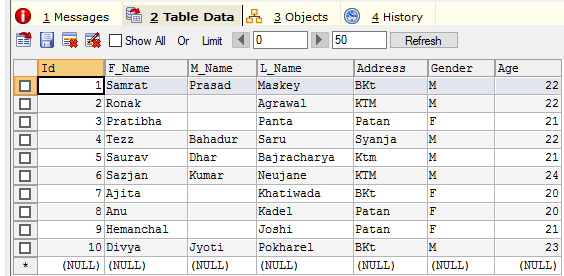 1 Messages 2 Table Data 3 Objects 4 History
Show All Or Limit 0 50 Refresh
Id F_Name M_Name L_Name Address Gender Age
1 Samrat Prasad Maskey BKt M 22
2 Ronak Agrawal KTM M 22
3 Pratibha Panta Patan F 21
4 Tezz Bahadur Saru Syanja M 22
5 Saurav Dhar Bajracharya Ktm M 21
6 Sazjan Kumar Neujane KTM M 24
7 Ajita Khatiwada BKt F 20
8 Anu Kadel Patan F 20
9 Hemanchal Joshi Patan F 21
10 Divya Jyoti Pokharel BKt M 23
* (NULL) (NULL) (NULL) (NULL) (NULL) (NULL) (NULL)